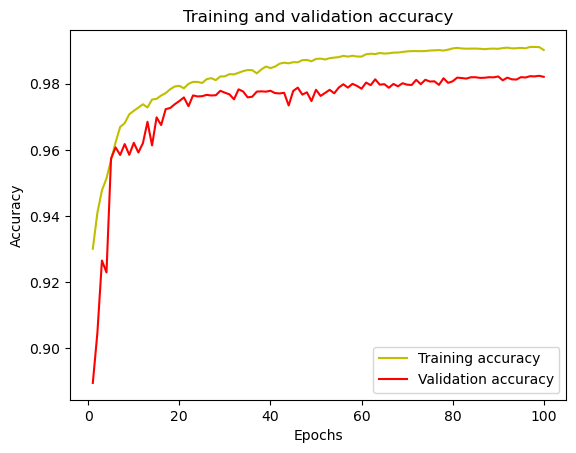 Training and validation accuracy
Accuracy
0.98
0.96
0.94
0.92
0.90
Training accuracy
Validation accuracy
0 20 40 60 80 100
Epochs